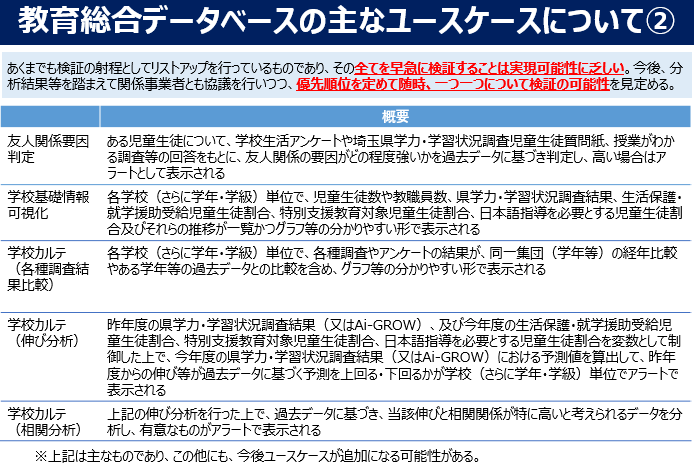 教育総合データベースの主なユースケースについて②
あくまでも検証の射程としてリストアップを行っているものであり、その全てを早急に検証することは実現可能性に乏しい。今後、分
析結果等を踏まえて関係事業者とも協議を行いつつ、優先順位を定めて随時、一つ一つについて検証の可能性を見定める。
概要
友人関係要因
判定
ある児童生徒について、学校生活アンケートや埼玉県学力・学習状況調査児童生徒質問紙、授業がわか
る調査等の回答をもとに、友人関係の要因がどの程度強いかを過去データに基づき判定し、高い場合はア
ラートとして表示される
学校基礎情報
可視化
各学校（さらに学年・学級）単位で、児童生徒数や教職員数、県学力・学習状況調査結果、生活保護・
就学援助受給児童生徒割合、特別支援教育対象児童生徒割合、日本語指導を必要とする児童生徒割
合及びそれらの推移が一覧かつグラフ等の分かりやすい形で表示される
学校カルテ
（各種調査結
果比較）
各学校（さらに学年・学級）単位で、各種調査やアンケートの結果が、同一集団（学年等）の経年比較
やある学年等の過去データとの比較を含め、グラフ等の分かりやすい形で表示される
学校カルテ
（伸び分析）
昨年度の県学力・学習状況調査結果（又はAi-GROW）、及び今年度の生活保護・就学援助受給児
童生徒割合、特別支援教育対象児童生徒割合、日本語指導を必要とする児童生徒割合を変数として制
御した上で、今年度の県学力・学習状況調査結果（又はAi-GROW）における予測値を算出して、昨年
度からの伸び等が過去データに基づく予測を上回る・下回るかが学校（さらに学年・学級）単位でアラートで
表示される
学校カルテ
（相関分析）
上記の伸び分析を行った上で、過去データに基づき、当該伸びと相関関係が特に高いと考えられるデータを分
析し、有意なものがアラートで表示される
※上記は主なものであり、この他にも、今後ユースケースが追加になる可能性がある。